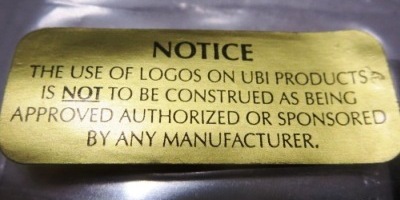 NOTICE
THE USE OF LOGOS ON UBI PRODUCTS
IS NOT TO BE CONSTRUED AS BEING
APPROVED AUTHORIZED OR SPONSORED
BY ANY MANUFACTURER.